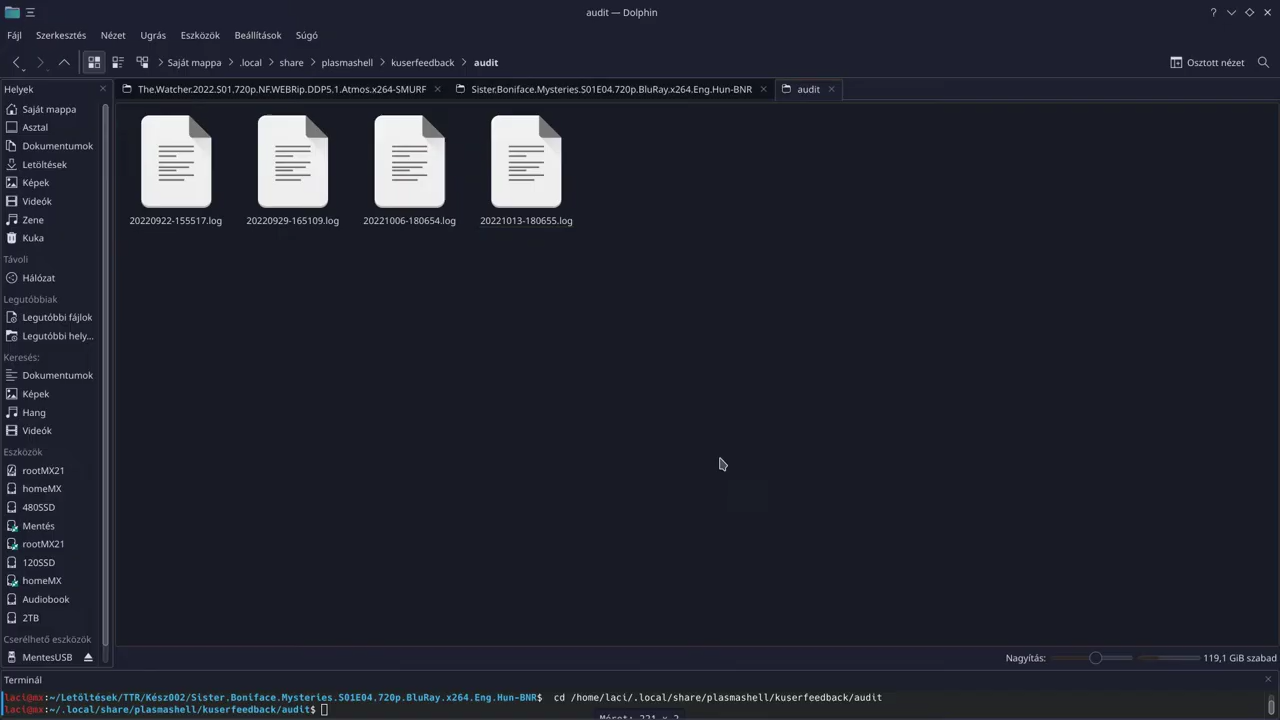 audit — Dolphin
Fájl Szerkesztés Nézet Ugrás Eszközök Beállítások Súgó
Saját mappa .local share plasmashell kuserfeedback audit Osztott nézet
Helyek
The.Watcher.2022.S01.720p.NF.WEBRip.DDP5.1.Atmos.x264-SMURF Sister.Boniface.Mysteries.S01E04.720p.BluRay.x264.Eng.Hun-BNR audit
Saját mappa
Asztal
Dokumentumok
Letöltések
Képek
Videók
Zene
Kuka
Távoli
Hálózat
Legutóbbiak
Legutóbbi fájlok
Legutóbbi hely...
Keresés:
Dokumentumok
Képek
Hang
Videók
Eszközök
rootMX21
homeMX
480SSD
Mentés
rootMX21
120SSD
homeMX
Audiobook
2TB
Cserélhető eszközök
MentesUSB
20220922-155517.log 20220929-165109.log 20221006-180654.log 20221013-180655.log
Nagyítás: 119,1 GiB szabad
Terminál
laci@mx:~/Letöltések/TTR/Kész002/Sister.Boniface.Mysteries.S01E04.720p.BluRay.x264.Eng.Hun-BNR$ cd /home/laci/.local/share/plasmashell/kuserfeedback/audit
laci@mx:~/.local/share/plasmashell/kuserfeedback/audit$